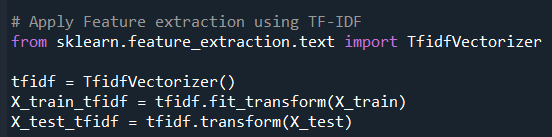 # Apply Feature extraction using TF-IDF
from sklearn.feature_extraction.text import TfidfVectorizer
tfidf = TfidfVectorizer()
X_train_tfidf = tfidf.fit_transform(X_train)
X_test_tfidf = tfidf.transform(X_test)